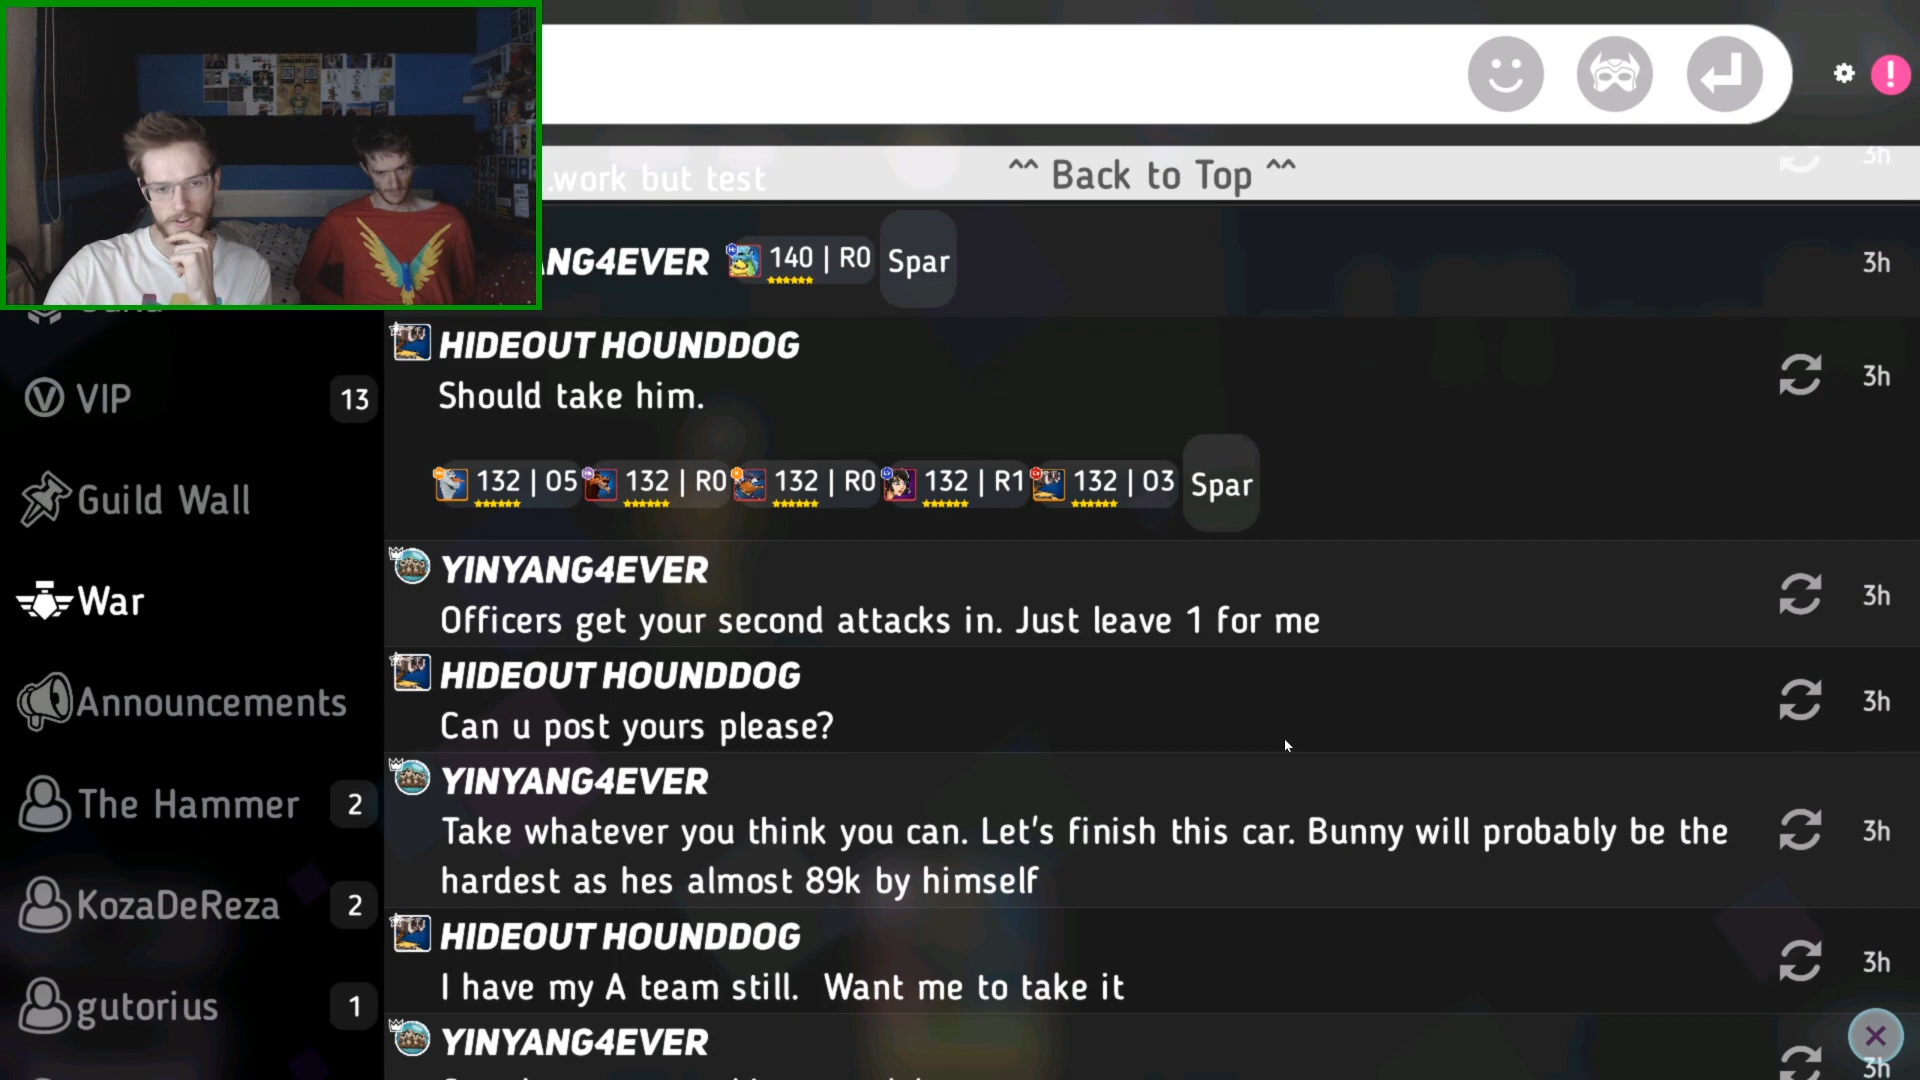 .work but test
^^ Back to Top ^^
3h
NG4EVER 140 | R0 Spar
3h
HIDEOUT HOUNDDOG
Should take him.
3h
132 | O5 132 | R0 132 | R0 132 | R1 132 | O3 Spar
YINYANG4EVER
Officers get your second attacks in. Just leave 1 for me
3h
HIDEOUT HOUNDDOG
Can u post yours please?
3h
YINYANG4EVER
Take whatever you think you can. Let's finish this car. Bunny will probably be the
hardest as hes almost 89k by himself
3h
HIDEOUT HOUNDDOG
I have my A team still. Want me to take it
3h
YINYANG4EVER
3h
VIP 13
Guild Wall
War
Announcements
The Hammer 2
KozaDeReza 2
gutorius 1